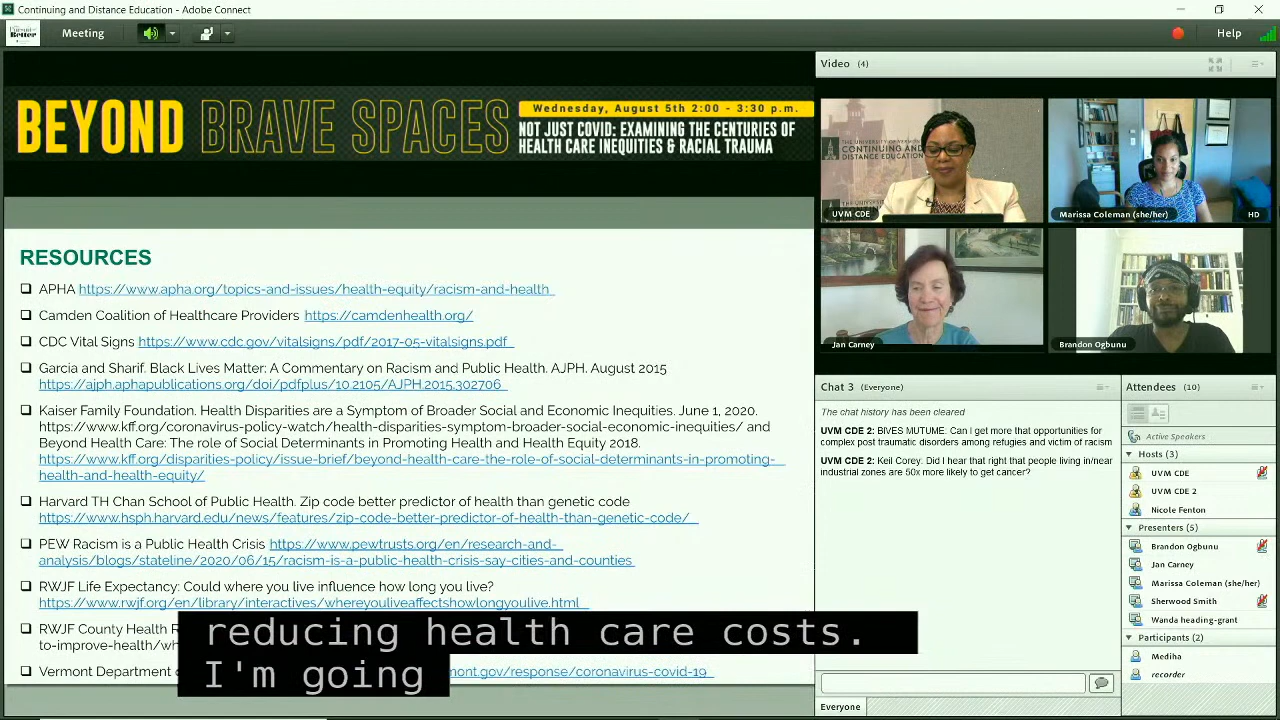 Continuing and Distance Education - Adobe Connect
Meeting
Help
BEYOND BRAVE SPACES
Wednesday, August 5th 2:00 - 3:30 p.m.
NOT JUST COVID: EXAMINING THE CENTURIES OF
HEALTH CARE INEQUITIES & RACIAL TRAUMA
RESOURCES
APHA https://www.apha.org/topics-and-issues/health-equity/racism-and-health
Camden Coalition of Healthcare Providers https://camdenhealth.org/
CDC Vital Signs https://www.cdc.gov/vitalsigns/pdf/2017-05-vitalsigns.pdf
Garcia and Sharif. Black Lives Matter: A Commentary on Racism and Public Health. AJPH. August 2015
https://ajph.aphapublications.org/doi/pdfplus/10.2105/AJPH.2015.302706
Kaiser Family Foundation. Health Disparities are a Symptom of Broader Social and Economic Inequities. June 1, 2020.
https://www.kff.org/coronavirus-policy-watch/health-disparities-symptom-broader-social-economic-inequities/ and
Beyond Health Care: The role of Social Determinants in Promoting Health and Health Equity 2018.
https://www.kff.org/disparities-policy/issue-brief/beyond-health-care-the-role-of-social-determinants-in-promoting-
health-and-health-equity/
Harvard TH Chan School of Public Health. Zip code better predictor of health than genetic code
https://www.hsph.harvard.edu/news/features/zip-code-better-predictor-of-health-than-genetic-code/
PEW Racism is a Public Health Crisis https://www.pewtrusts.org/en/research-and-
analysis/blogs/stateline/2020/06/15/racism-is-a-public-health-crisis-say-cities-and-counties
RWJF Life Expectancy: Could where you live influence how long you live?
https://www.rwjf.org/en/library/interactives/whereyouliveaffectshowlongyoulive.html
RWJF County Health R
to-improve-health/wh
Vermont Department mont.gov/response/coronavirus-covid-19
reducing health care costs.
I'm going
Video (4)
THE UNIVERSITY OF VERMONT
CONTINUING AND
DISTANCE EDUCATION
UVM CDE
Marissa Coleman (she/her)
HD
Jan Carney
Brandon Ogbunu
Chat 3 (Everyone)
The chat history has been cleared
UVM CDE 2: BIVES MUTUME: Can I get more that opportunities for
complex post traumatic disorders among refugies and victim of racism
UVM CDE 2: Keil Corey: Did I hear that right that people living in/near
industrial zones are 50x more likely to get cancer?
Everyone
Attendees (10)
Active Speakers
Hosts (3)
UVM CDE
UVM CDE 2
Nicole Fenton
Presenters (5)
Brandon Ogbunu
Jan Carney
Marissa Coleman (she/her)
Sherwood Smith
Wanda heading-grant
Participants (2)
Mediha
recorder